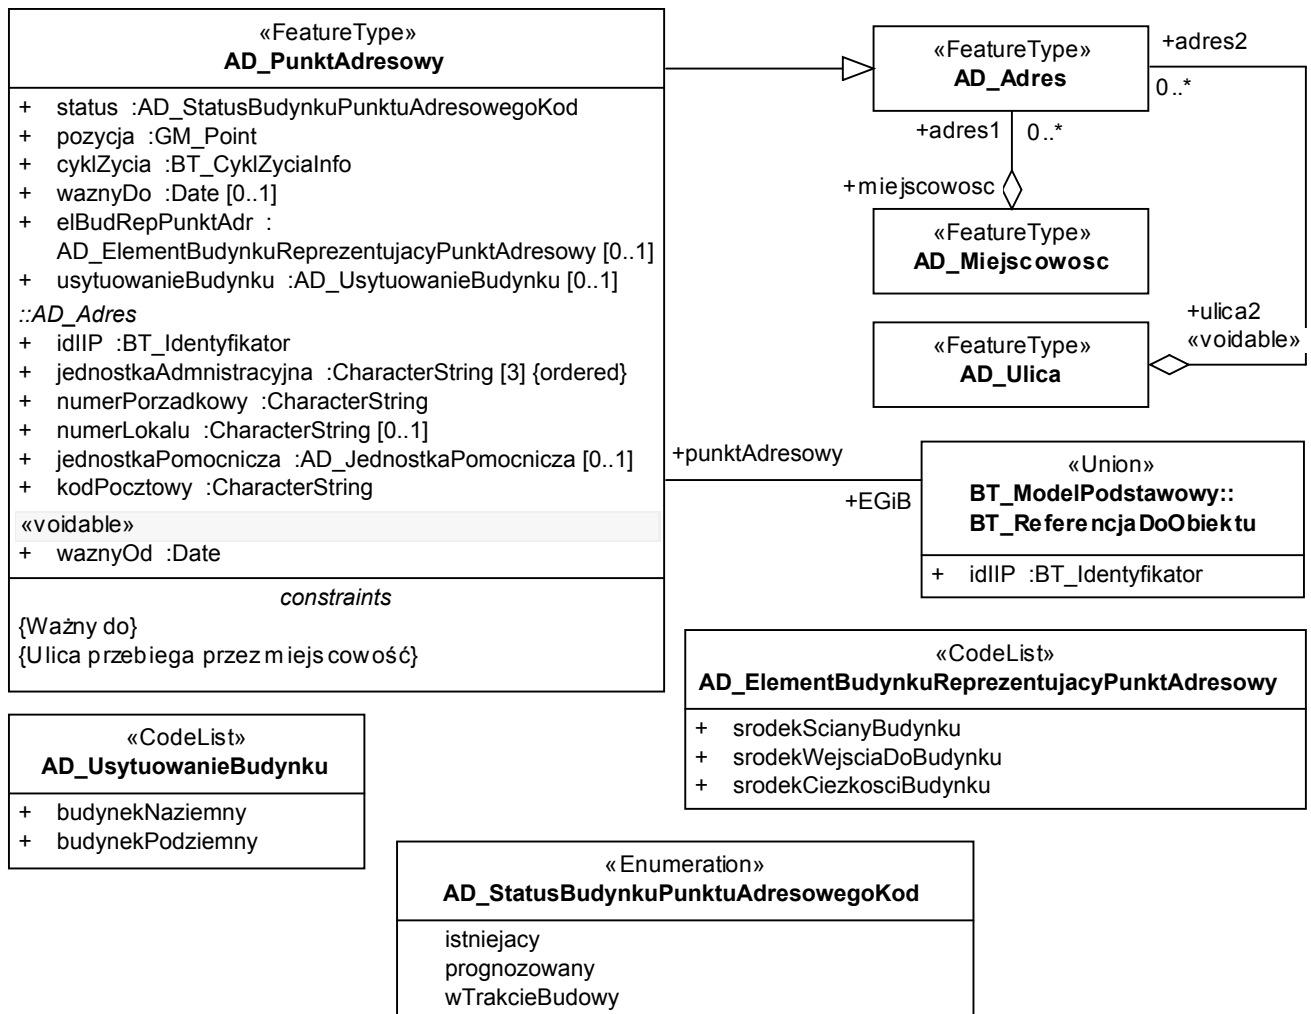 «FeatureType»
AD_PunktAdresowy
+ status :AD_StatusBudynkuPunktuAdresowegoKod
+ pozycja :GM_Point
+ cyklZycia :BT_CyklZyciaInfo
+ waznyDo :Date [0..1]
+ elBudRepPunktAdr :
AD_ElementBudynkuReprezentujacyPunktAdresowy [0..1]
+ usytuowanieBudynku :AD_UsytuowanieBudynku [0..1]
::AD_Adres
+ idIIP :BT_Identyfikator
+ jednostkaAdmnistracyjna :CharacterString [3] {ordered}
+ numerPorzadkowy :CharacterString
+ numerLokalu :CharacterString [0..1]
+ jednostkaPomocnicza :AD_JednostkaPomocnicza [0..1]
+ kodPocztowy :CharacterString
«voidable»
+ waznyOd :Date
constraints
{Ważny do}
{Ulica przebiega przez miejscowość}
«FeatureType»
AD_Adres
+adres2
0..*
+adres1
0..*
+miejscowosc
«FeatureType»
AD_Miejscowosc
«FeatureType»
AD_Ulica
+ulica2
«voidable»
+punktAdresowy
+EGiB
«Union»
BT_ModelPodstawowy::
BT_ReferencjaDoObiektu
+ idIIP :BT_Identyfikator
«CodeList»
AD_ElementBudynkuReprezentujacyPunktAdresowy
+ srodekScianyBudynku
+ srodekWejsciaDoBudynku
+ srodekCiezkosciBudynku
«CodeList»
AD_UsytuowanieBudynku
+ budynekNaziemny
+ budynekPodziemny
«Enumeration»
AD_StatusBudynkuPunktuAdresowegoKod
istniejacy
prognozowany
wTrakcieBudowy